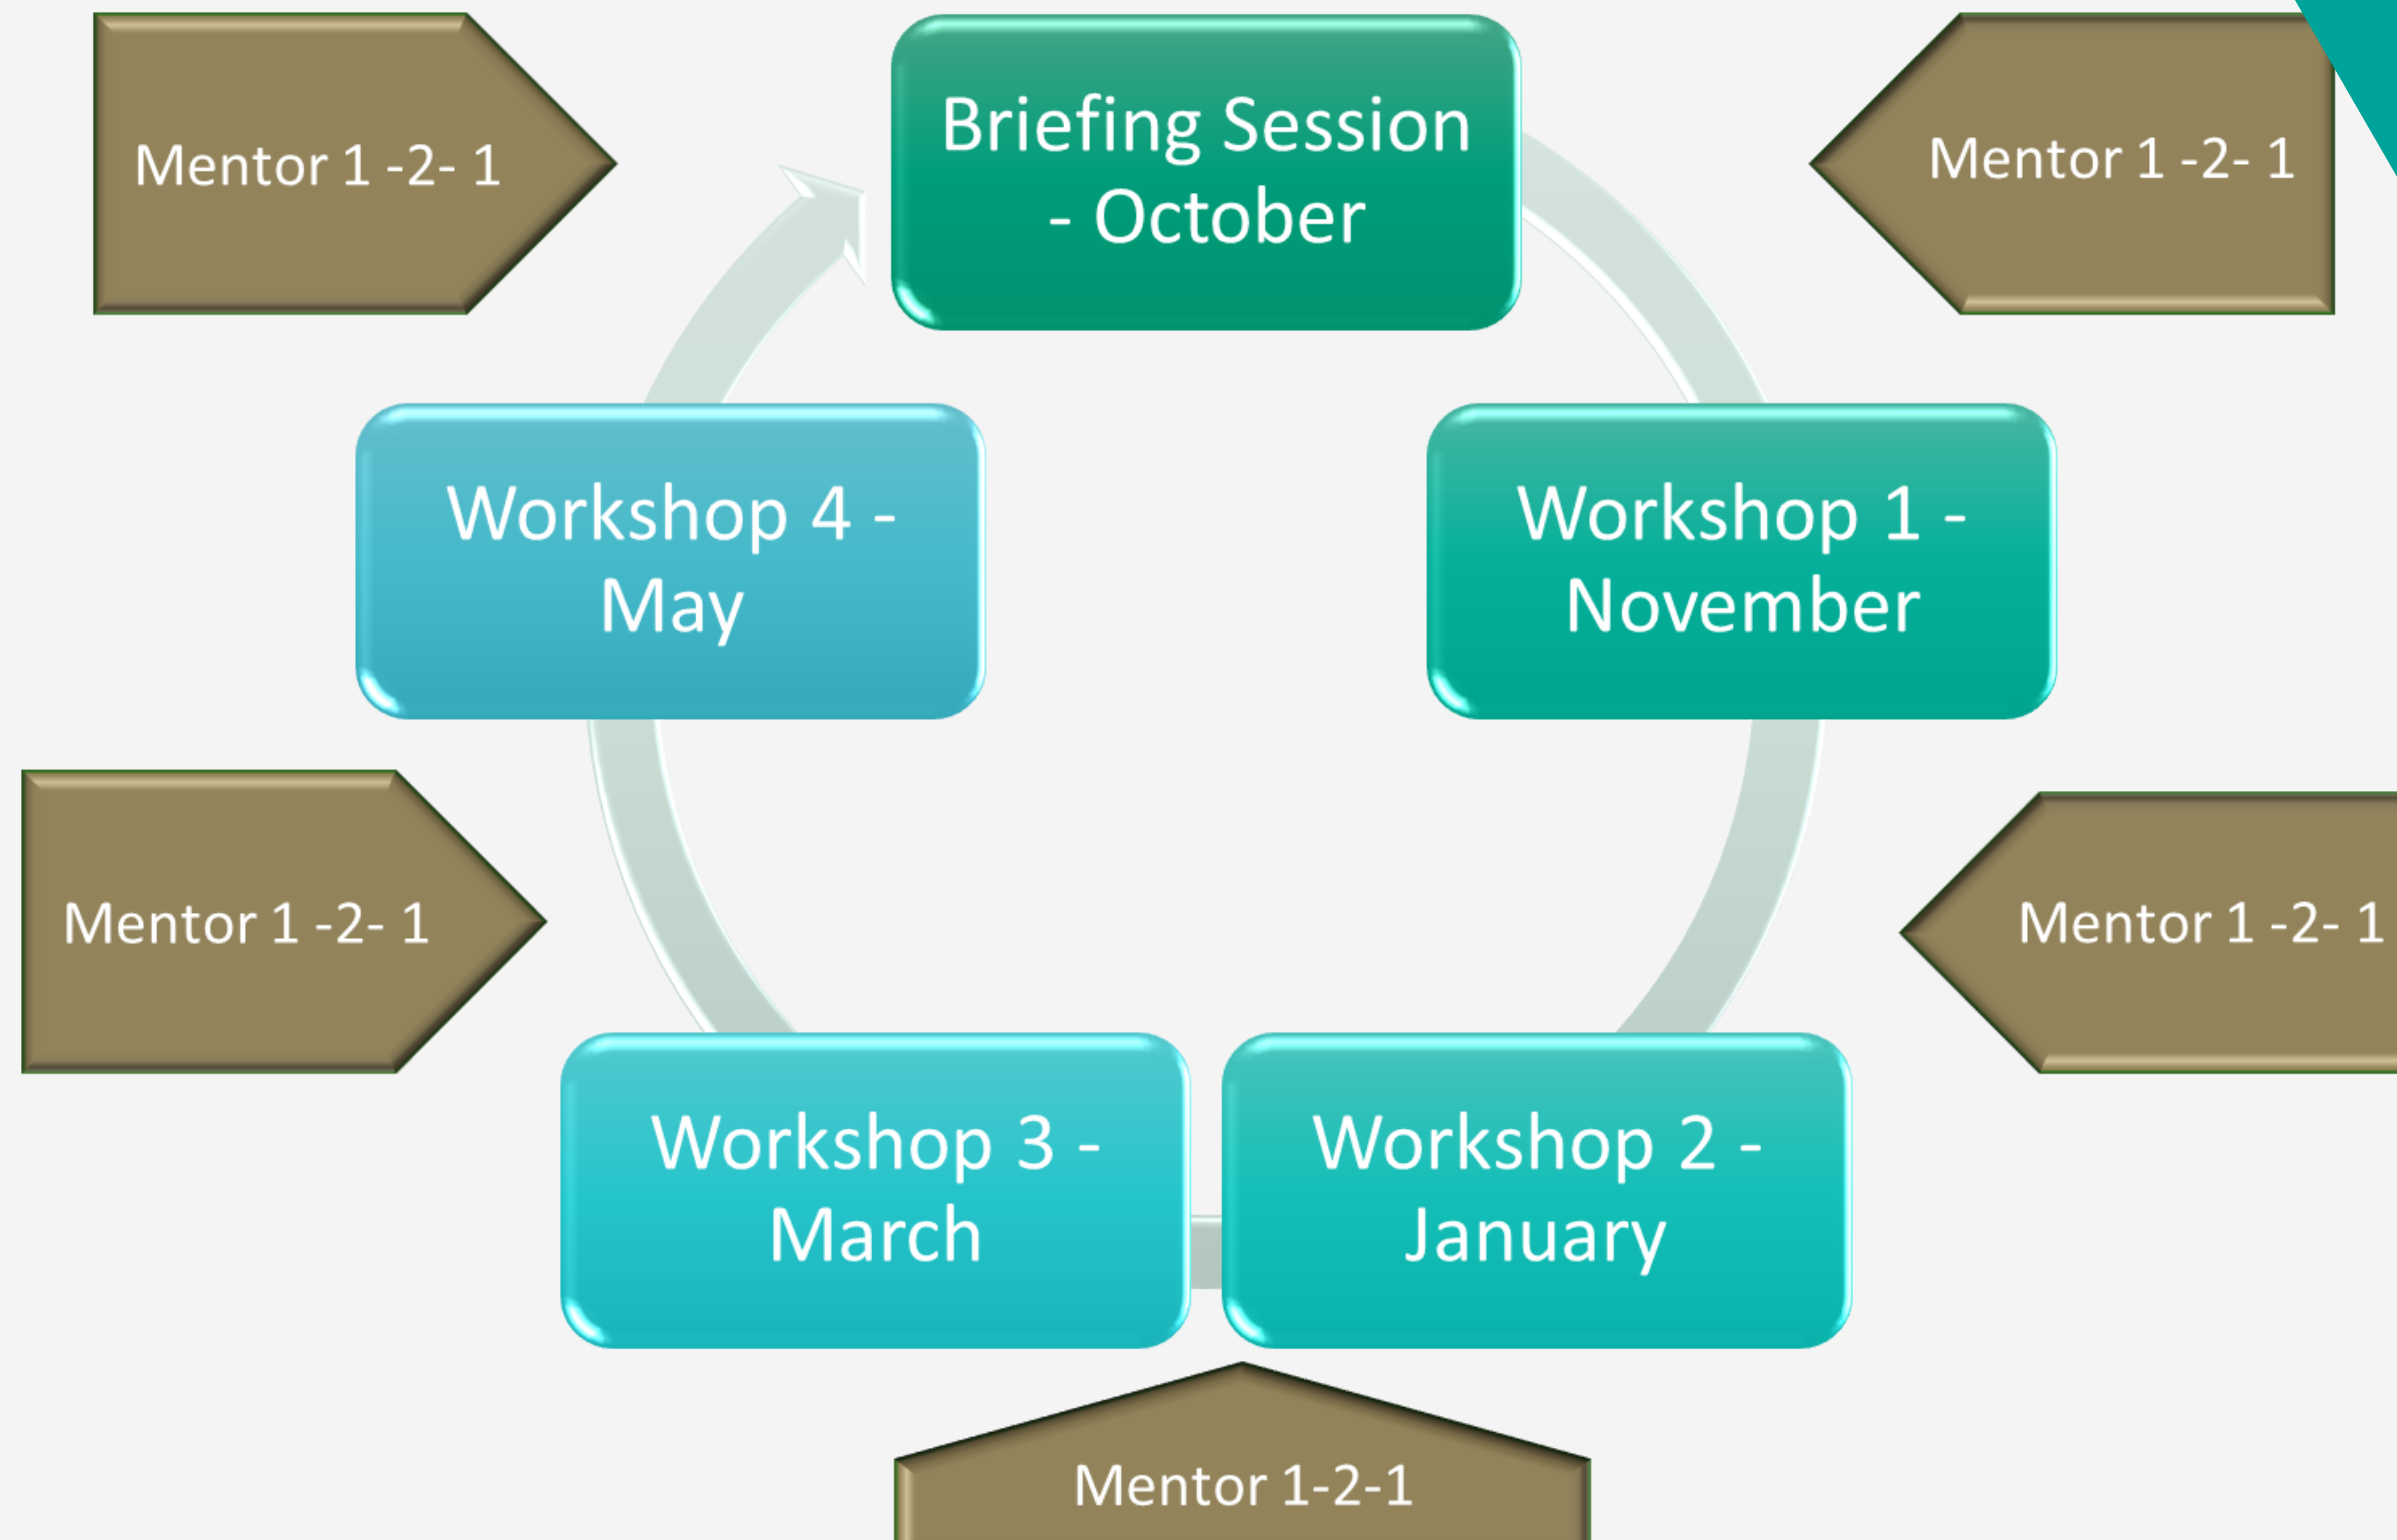 Mentor 1 -2- 1
Briefing Session
- October
Mentor 1 -2- 1
Workshop 4 -
May
Workshop 1 -
November
Mentor 1 -2- 1
Mentor 1 -2- 1
Workshop 3 -
March
Workshop 2 -
January
Mentor 1-2-1